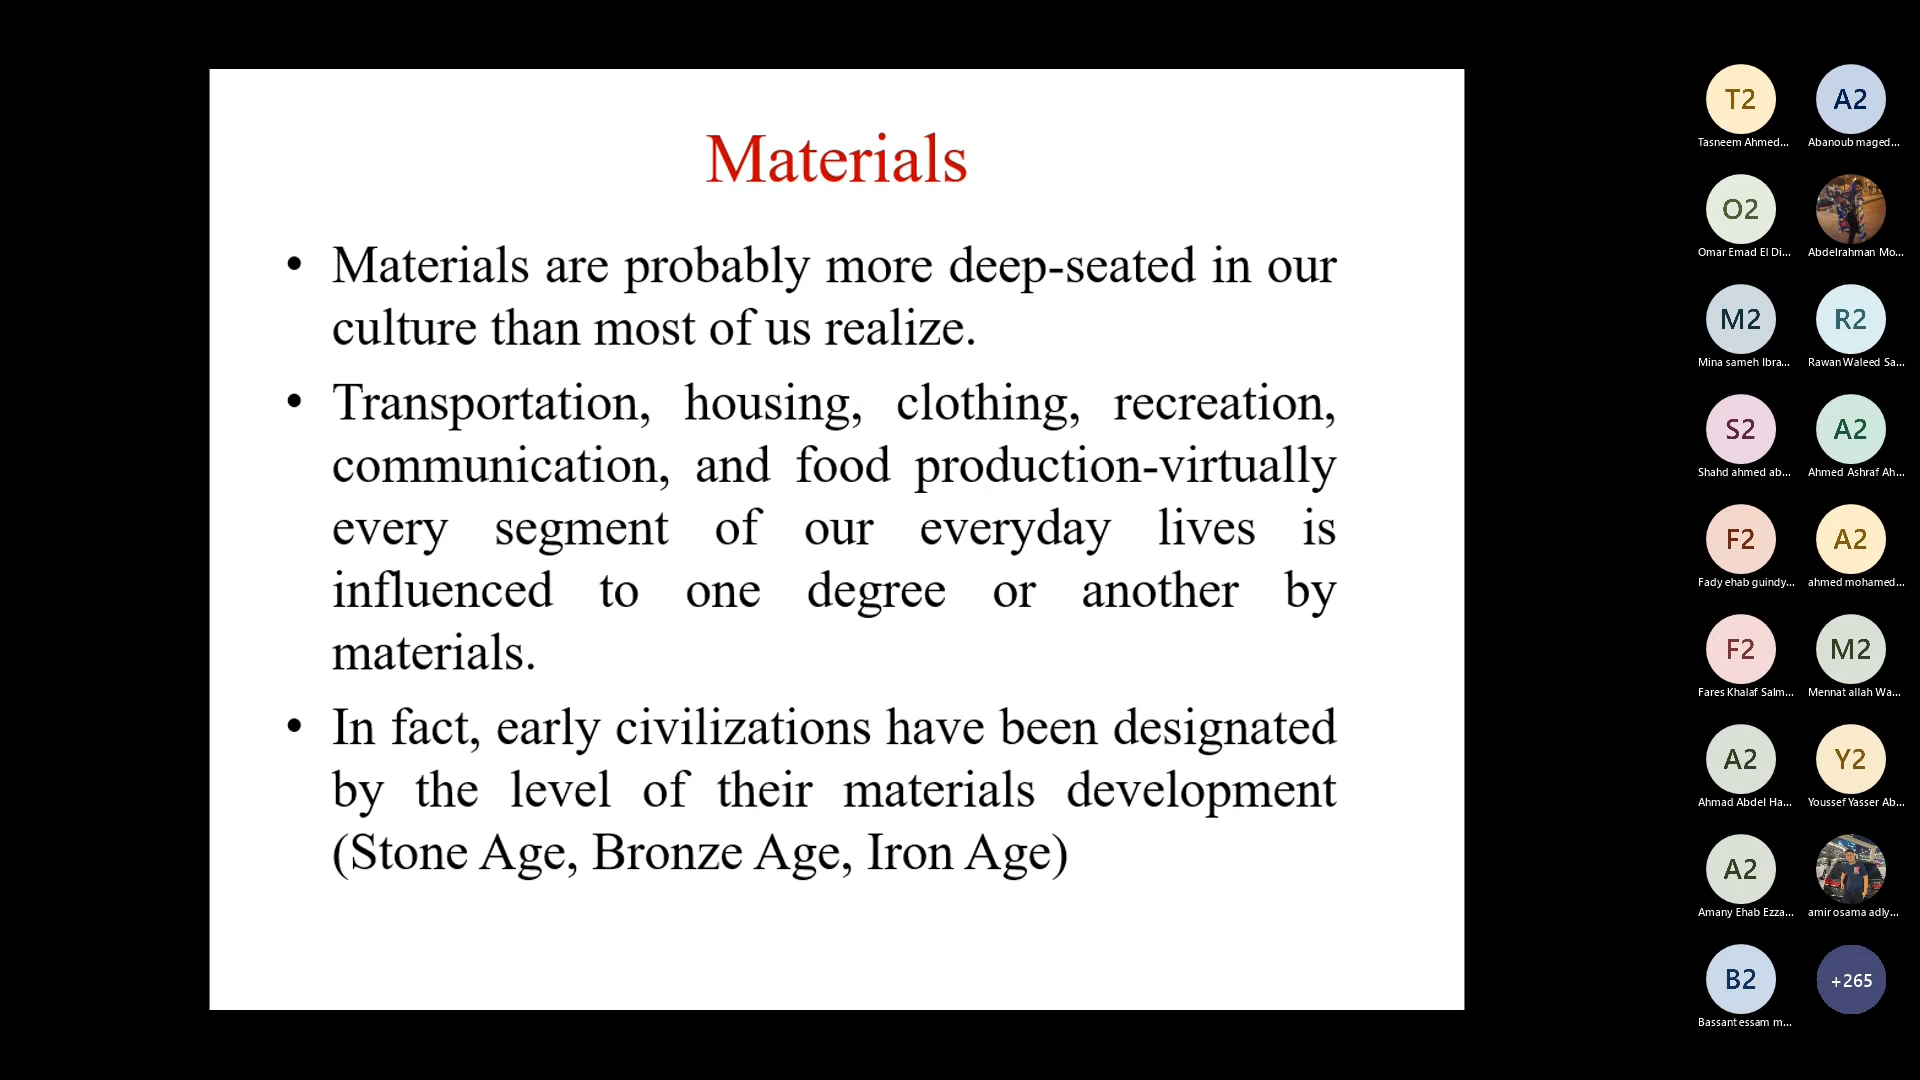 Materials
• Materials are probably more deep-seated in our
culture than most of us realize.
• Transportation, housing, clothing, recreation,
communication, and food production-virtually
every segment of our everyday lives is
influenced to one degree or another by
materials.
• In fact, early civilizations have been designated
by the level of their materials development
(Stone Age, Bronze Age, Iron Age)
T2 A2
Tasneem Ahmed... Abanoub maged...
O2
Omar Emad El Di... Abdelrahman Mo...
M2 R2
Mina sameh Ibra... Rawan Waleed Sa...
S2 A2
Shahd ahmed ab... Ahmed Ashraf Ah...
F2 A2
Fady ehab guindy... ahmed mohamed...
F2 M2
Fares Khalaf Salm... Mennat allah Wa...
A2 Y2
Ahmad Abdel Ha... Youssef Yasser Ab...
A2
Amany Ehab Ezza... amir osama adly...
B2 +265
Bassant essam m...